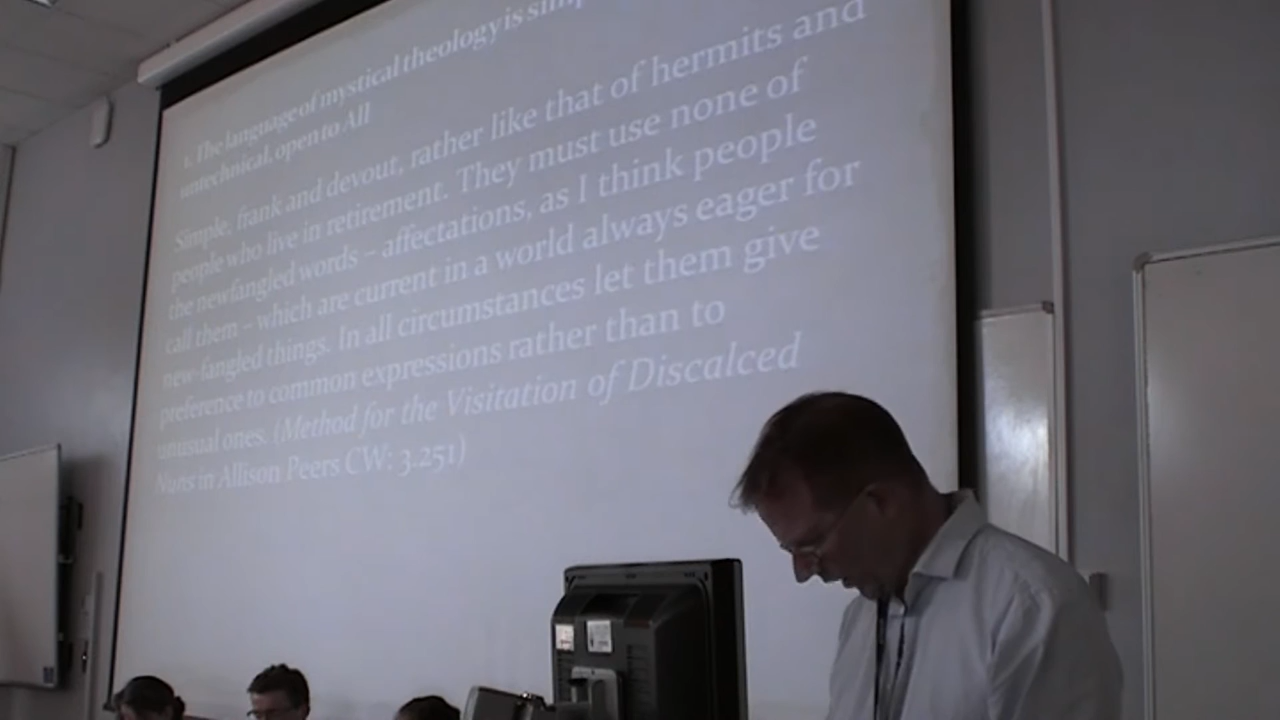 1. The language of mystical theology is
untechnical, open to All
Simple, frank and devout, rather like that of hermits and
people who live in retirement. They must use none of
the newfangled words – affectations, as I think people
call them – which are current in a world always eager for
new-fangled things. In all circumstances let them give
preference to common expressions rather than to
unusual ones. (Method for the Visitation of Discalced
Nuns in Allison Peers CW: 3.251)